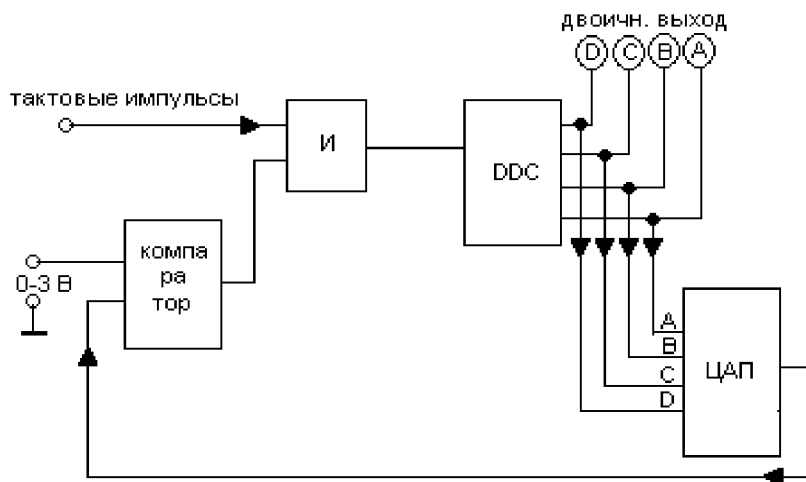 двоичн. выход
D C B A
тактовые импульсы
И
DDC
компа
ра
тор
0-3 В
A
B
C
D
ЦАП